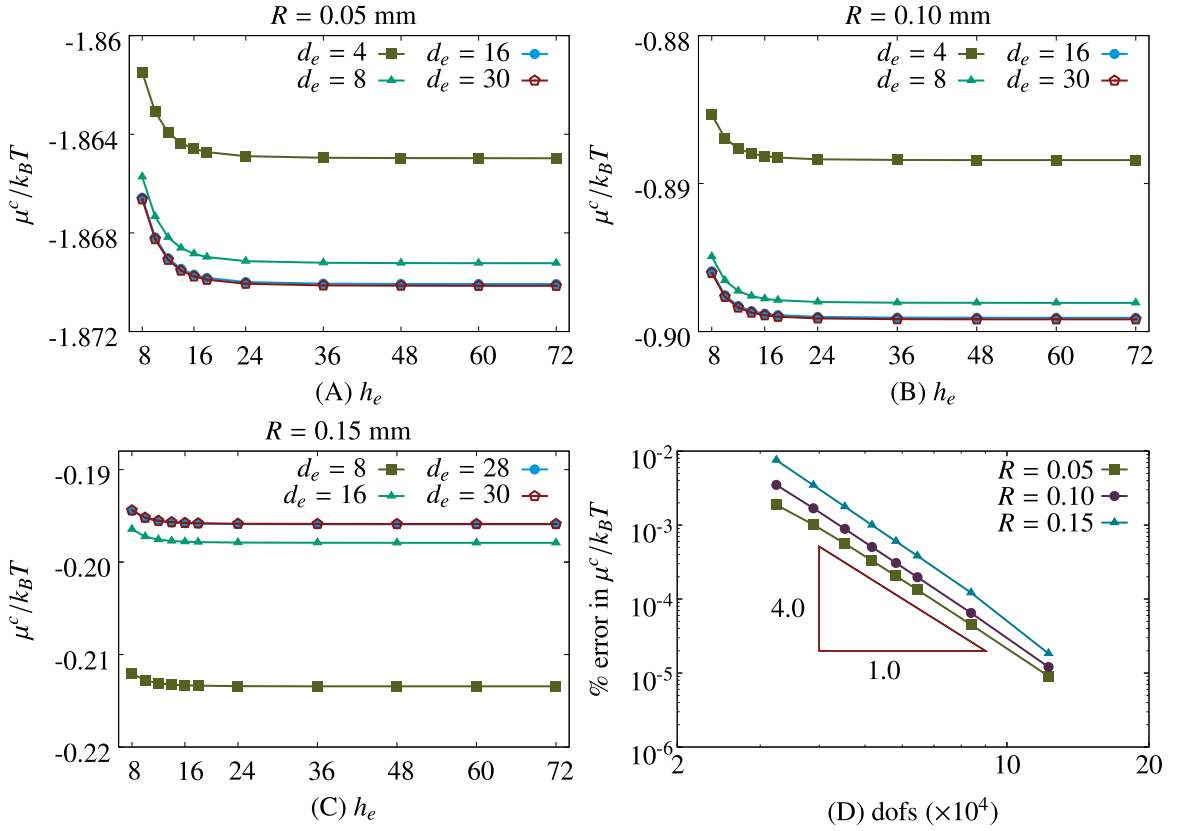 R = 0.05 mm
-1.86
-1.864
-1.868
-1.872
μᶜ/k_BT
d_e = 4
d_e = 8
d_e = 16
d_e = 30
8 16 24 36 48 60 72
(A) h_e
R = 0.10 mm
-0.88
-0.89
-0.90
μᶜ/k_BT
d_e = 4
d_e = 8
d_e = 16
d_e = 30
8 16 24 36 48 60 72
(B) h_e
R = 0.15 mm
-0.19
-0.20
-0.21
-0.22
μᶜ/k_BT
d_e = 8
d_e = 16
d_e = 28
d_e = 30
8 16 24 36 48 60 72
(C) h_e
10⁻²
10⁻³
10⁻⁴
10⁻⁵
10⁻⁶
% error in μᶜ/k_BT
R = 0.05
R = 0.10
R = 0.15
4.0
1.0
2 10 20
(D) dofs (×10⁴)